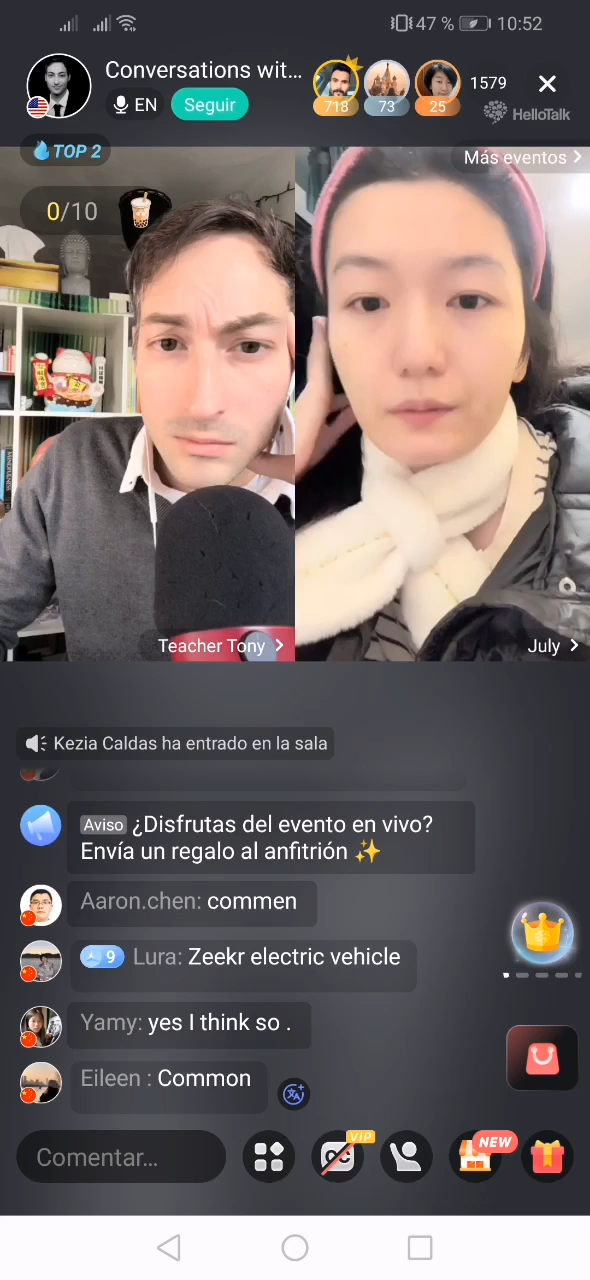 47 %
10:52
Conversations wit...
EN
Seguir
718
73
25
1579
HelloTalk
TOP 2
Más eventos
0/10
Teacher Tony
July
Kezia Caldas ha entrado en la sala
Aviso ¿Disfrutas del evento en vivo?
Envía un regalo al anfitrión ✨
Aaron.chen: commen
9 Lura: Zeekr electric vehicle
Yamy: yes I think so .
Eileen : Common
Comentar...
VIP
NEW